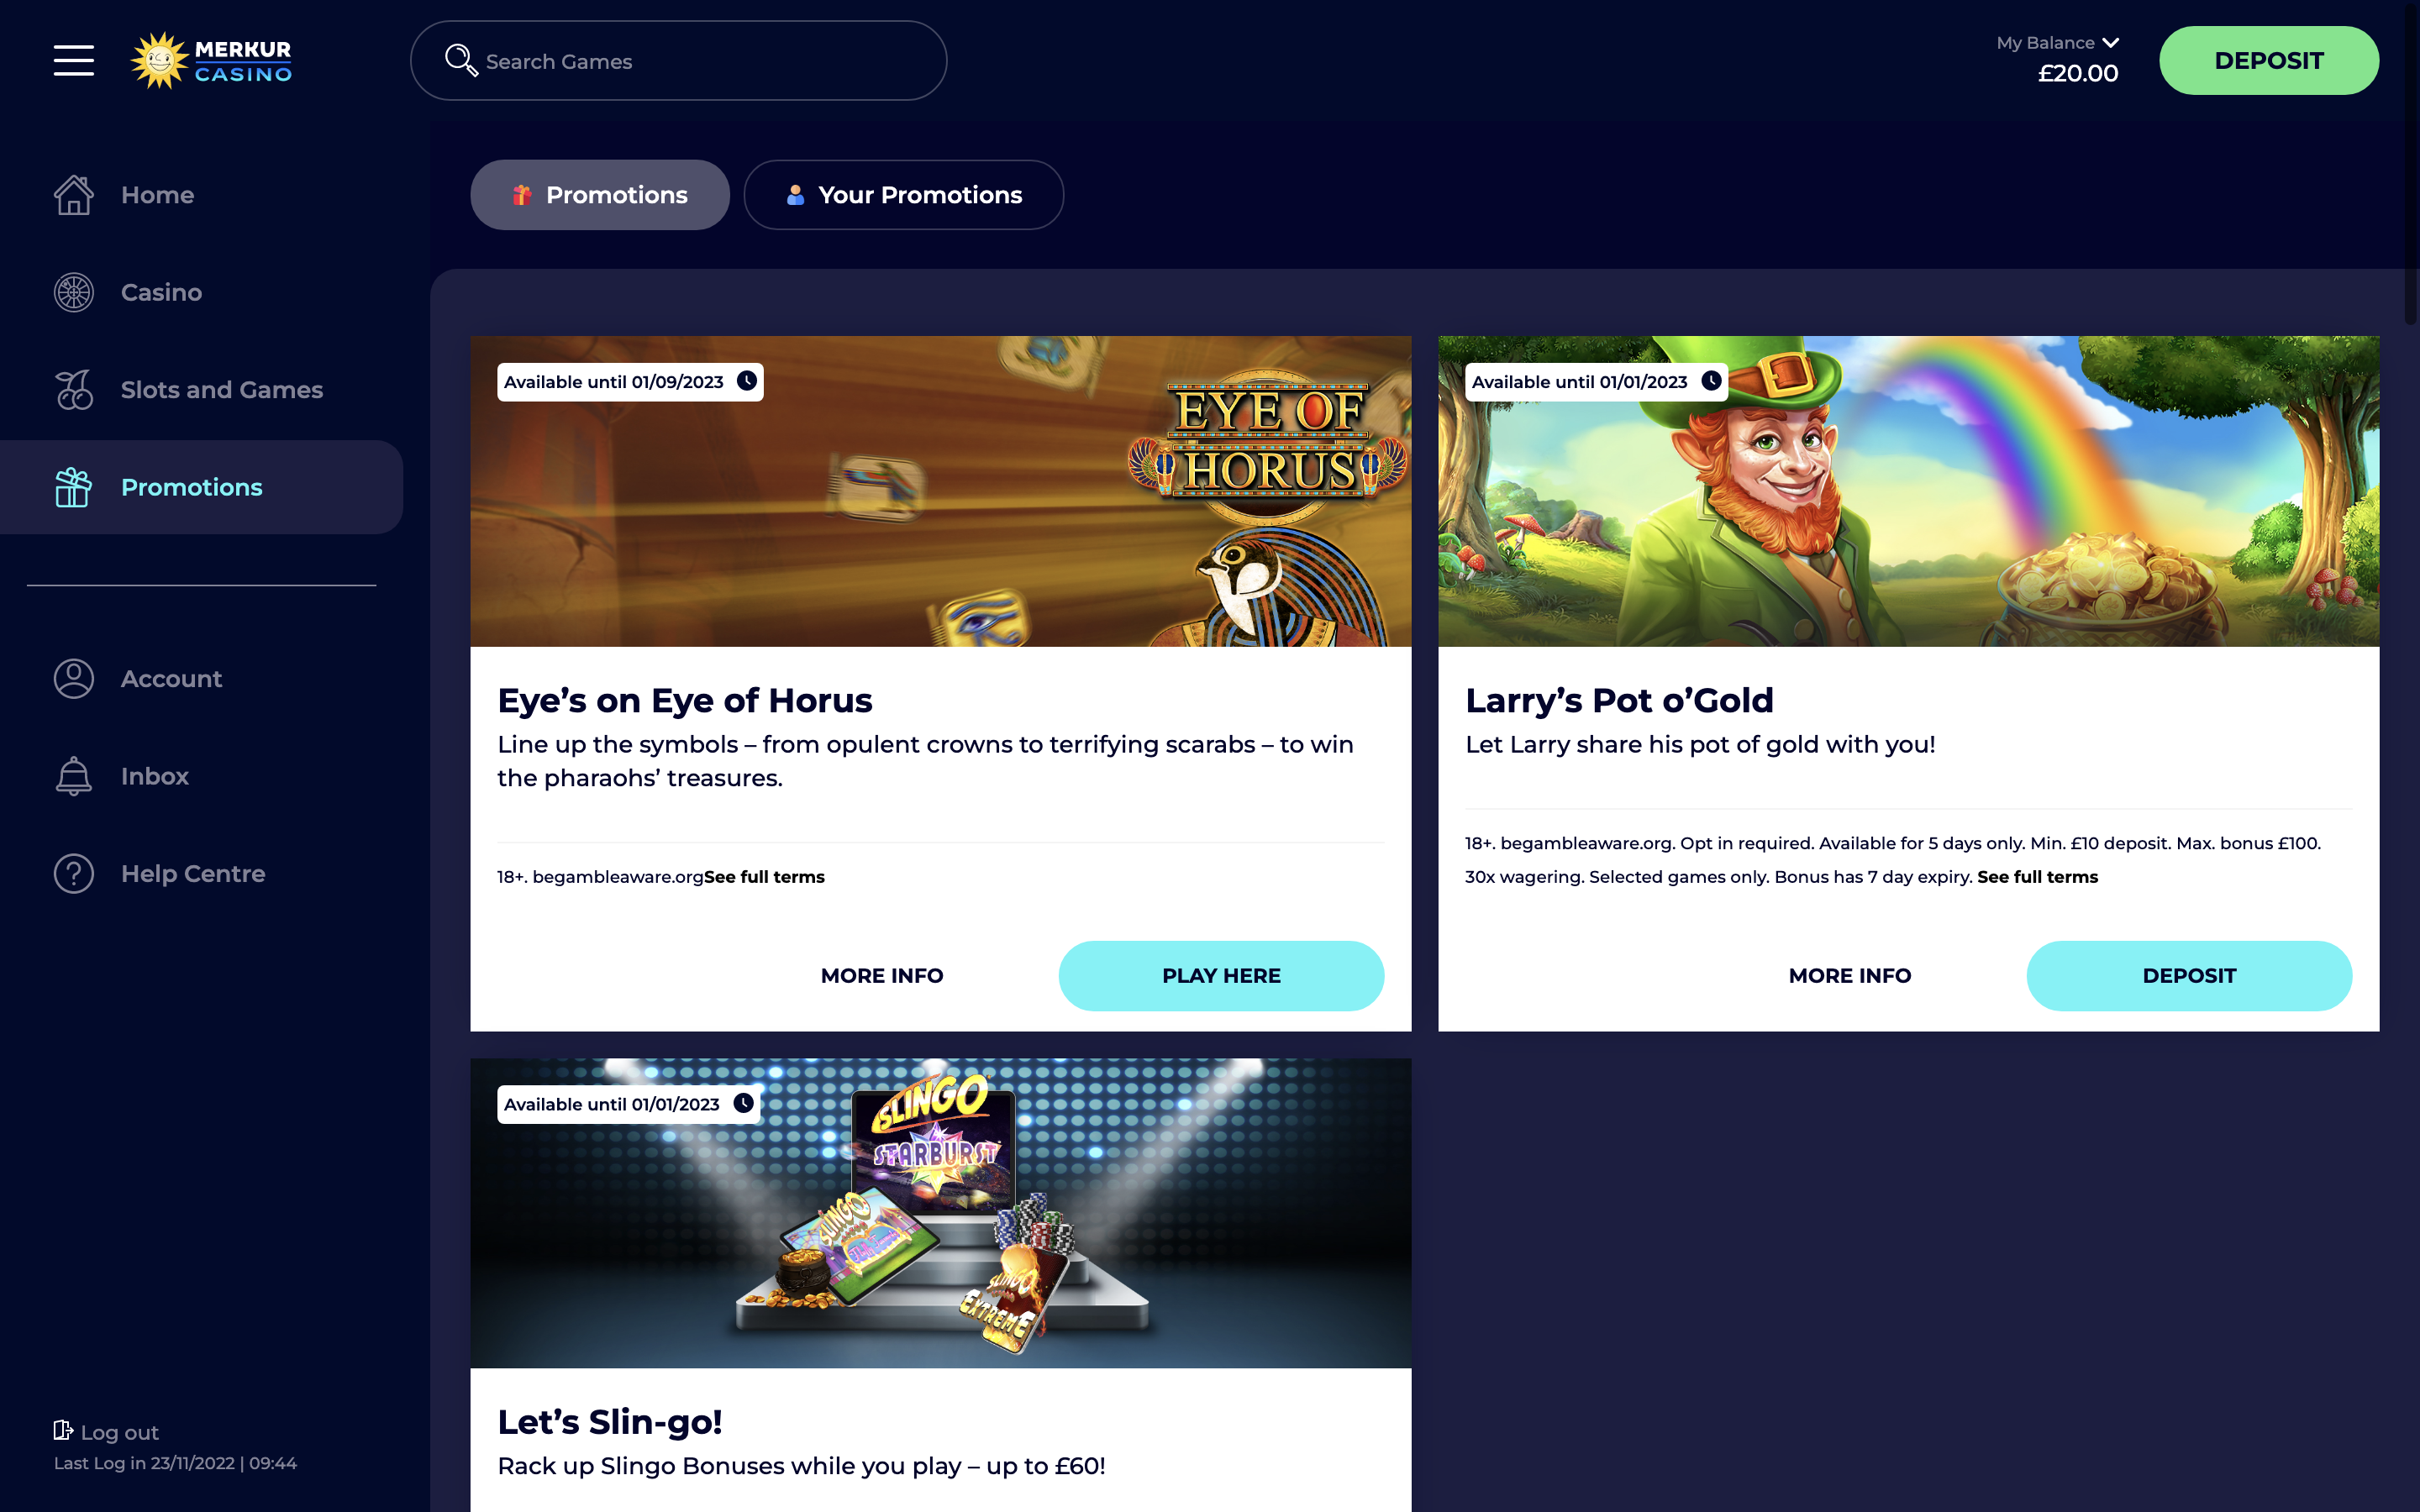 MERKUR
CASINO
Search Games
My Balance
£20.00
DEPOSIT
Home
Casino
Slots and Games
Promotions
Account
Inbox
Help Centre
Log out
Last Log in 23/11/2022 | 09:44
Promotions
Your Promotions
Available until 01/09/2023
EYE OF
HORUS
Eye’s on Eye of Horus
Line up the symbols – from opulent crowns to terrifying scarabs – to win
the pharaohs’ treasures.
18+. begambleaware.orgSee full terms
MORE INFO
PLAY HERE
Available until 01/01/2023
Larry’s Pot o’Gold
Let Larry share his pot of gold with you!
18+. begambleaware.org. Opt in required. Available for 5 days only. Min. £10 deposit. Max. bonus £100.
30x wagering. Selected games only. Bonus has 7 day expiry. See full terms
MORE INFO
DEPOSIT
Available until 01/01/2023
SLINGO
STARBURST
SLINGO
SLINGO
EXTREME
Let’s Slin-go!
Rack up Slingo Bonuses while you play – up to £60!